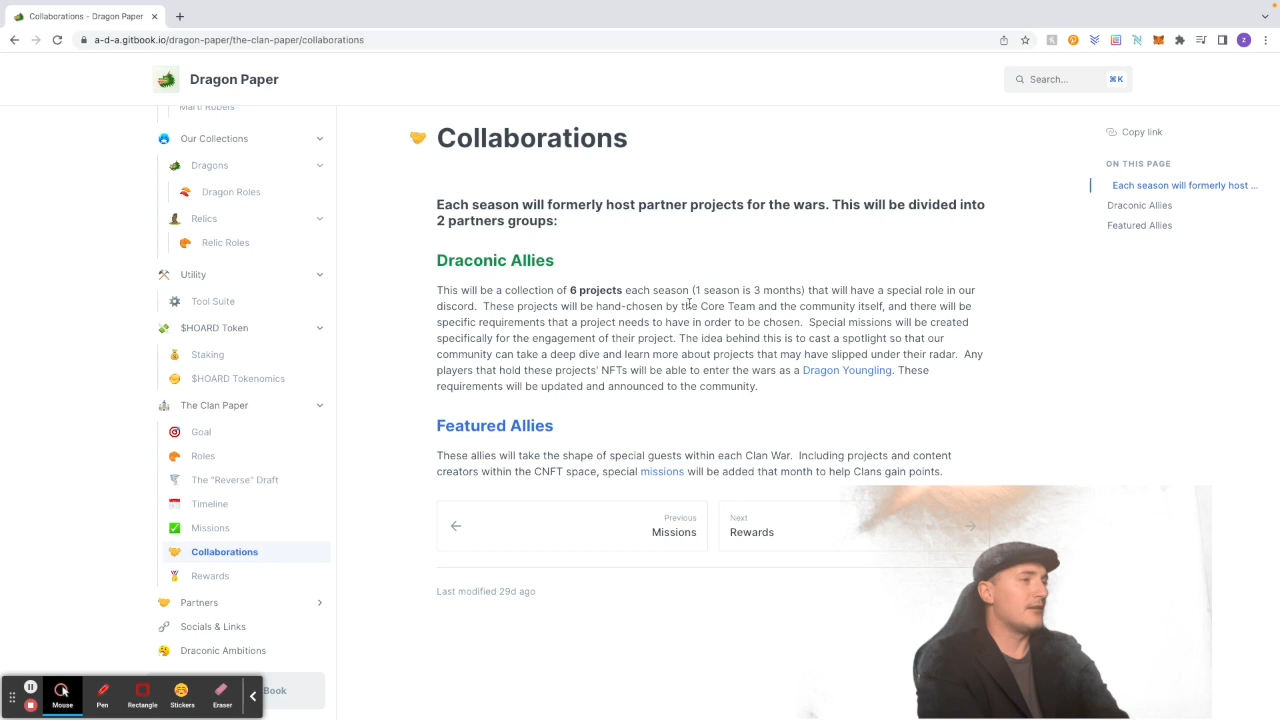 Collaborations - Dragon Paper
a-d-a.gitbook.io/dragon-paper/the-clan-paper/collaborations
Dragon Paper
Search...
⌘K
Marti Rubels
Our Collections
Dragons
Dragon Roles
Relics
Relic Roles
Utility
Tool Suite
$HOARD Token
Staking
$HOARD Tokenomics
The Clan Paper
Goal
Roles
The "Reverse" Draft
Timeline
Missions
Collaborations
Rewards
Partners
Socials & Links
Draconic Ambitions
Book
Collaborations
Each season will formerly host partner projects for the wars. This will be divided into
2 partners groups:
Draconic Allies
This will be a collection of 6 projects each season (1 season is 3 months) that will have a special role in our
discord. These projects will be hand-chosen by the Core Team and the community itself, and there will be
specific requirements that a project needs to have in order to be chosen. Special missions will be created
specifically for the engagement of their project. The idea behind this is to cast a spotlight so that our
community can take a deep dive and learn more about projects that may have slipped under their radar. Any
players that hold these projects' NFTs will be able to enter the wars as a Dragon Youngling. These
requirements will be updated and announced to the community.
Featured Allies
These allies will take the shape of special guests within each Clan War. Including projects and content
creators within the CNFT space, special missions will be added that month to help Clans gain points.
Previous
Missions
Next
Rewards
Last modified 29d ago
Copy link
ON THIS PAGE
Each season will formerly host ...
Draconic Allies
Featured Allies
Mouse
Pen
Rectangle
Stickers
Eraser